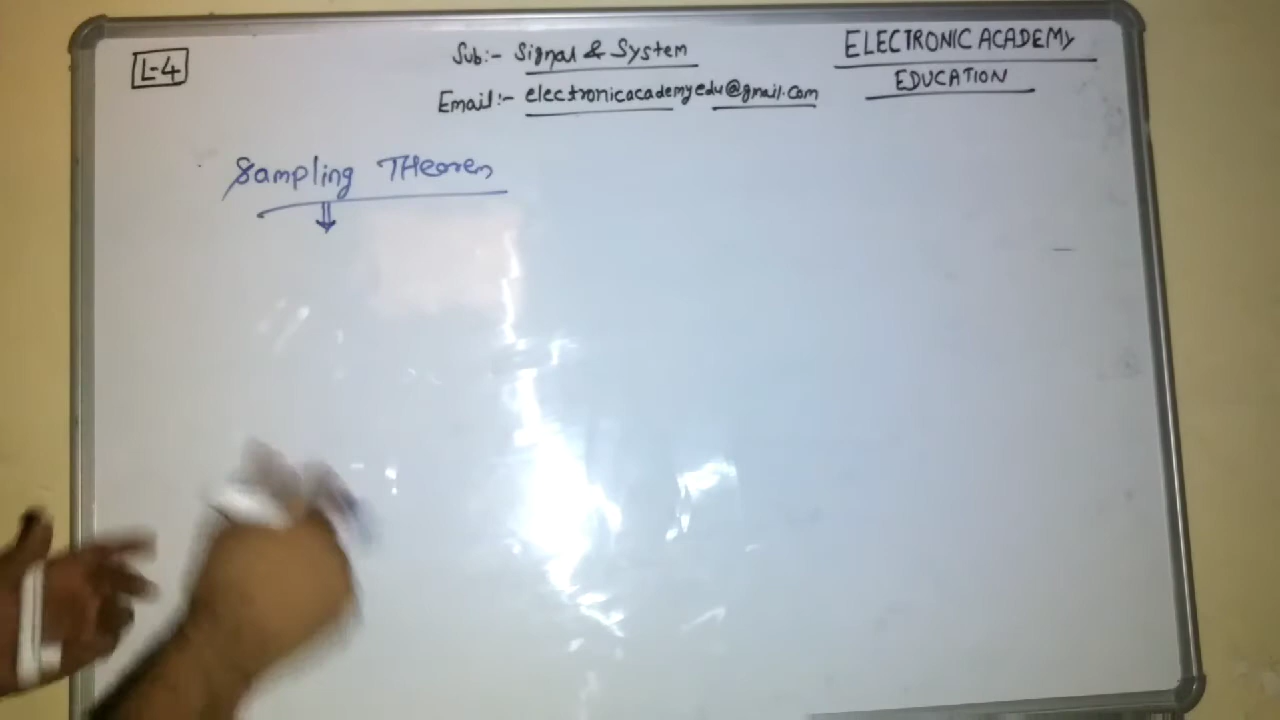 L-4
Sub:- Signal & System
Email:- electronicacademyedu@gmail.com
ELECTRONIC ACADEMY
EDUCATION
Sampling THeorem